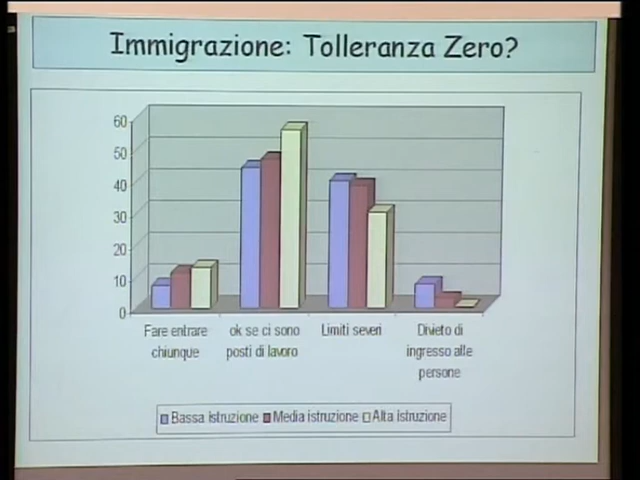 Immigrazione: Tolleranza Zero?
60
50
40
30
20
10
0
Fare entrare chiunque
ok se ci sono posti di lavoro
Limiti severi
Divieto di ingresso alle persone
Bassa istruzione Media istruzione Alta istruzione